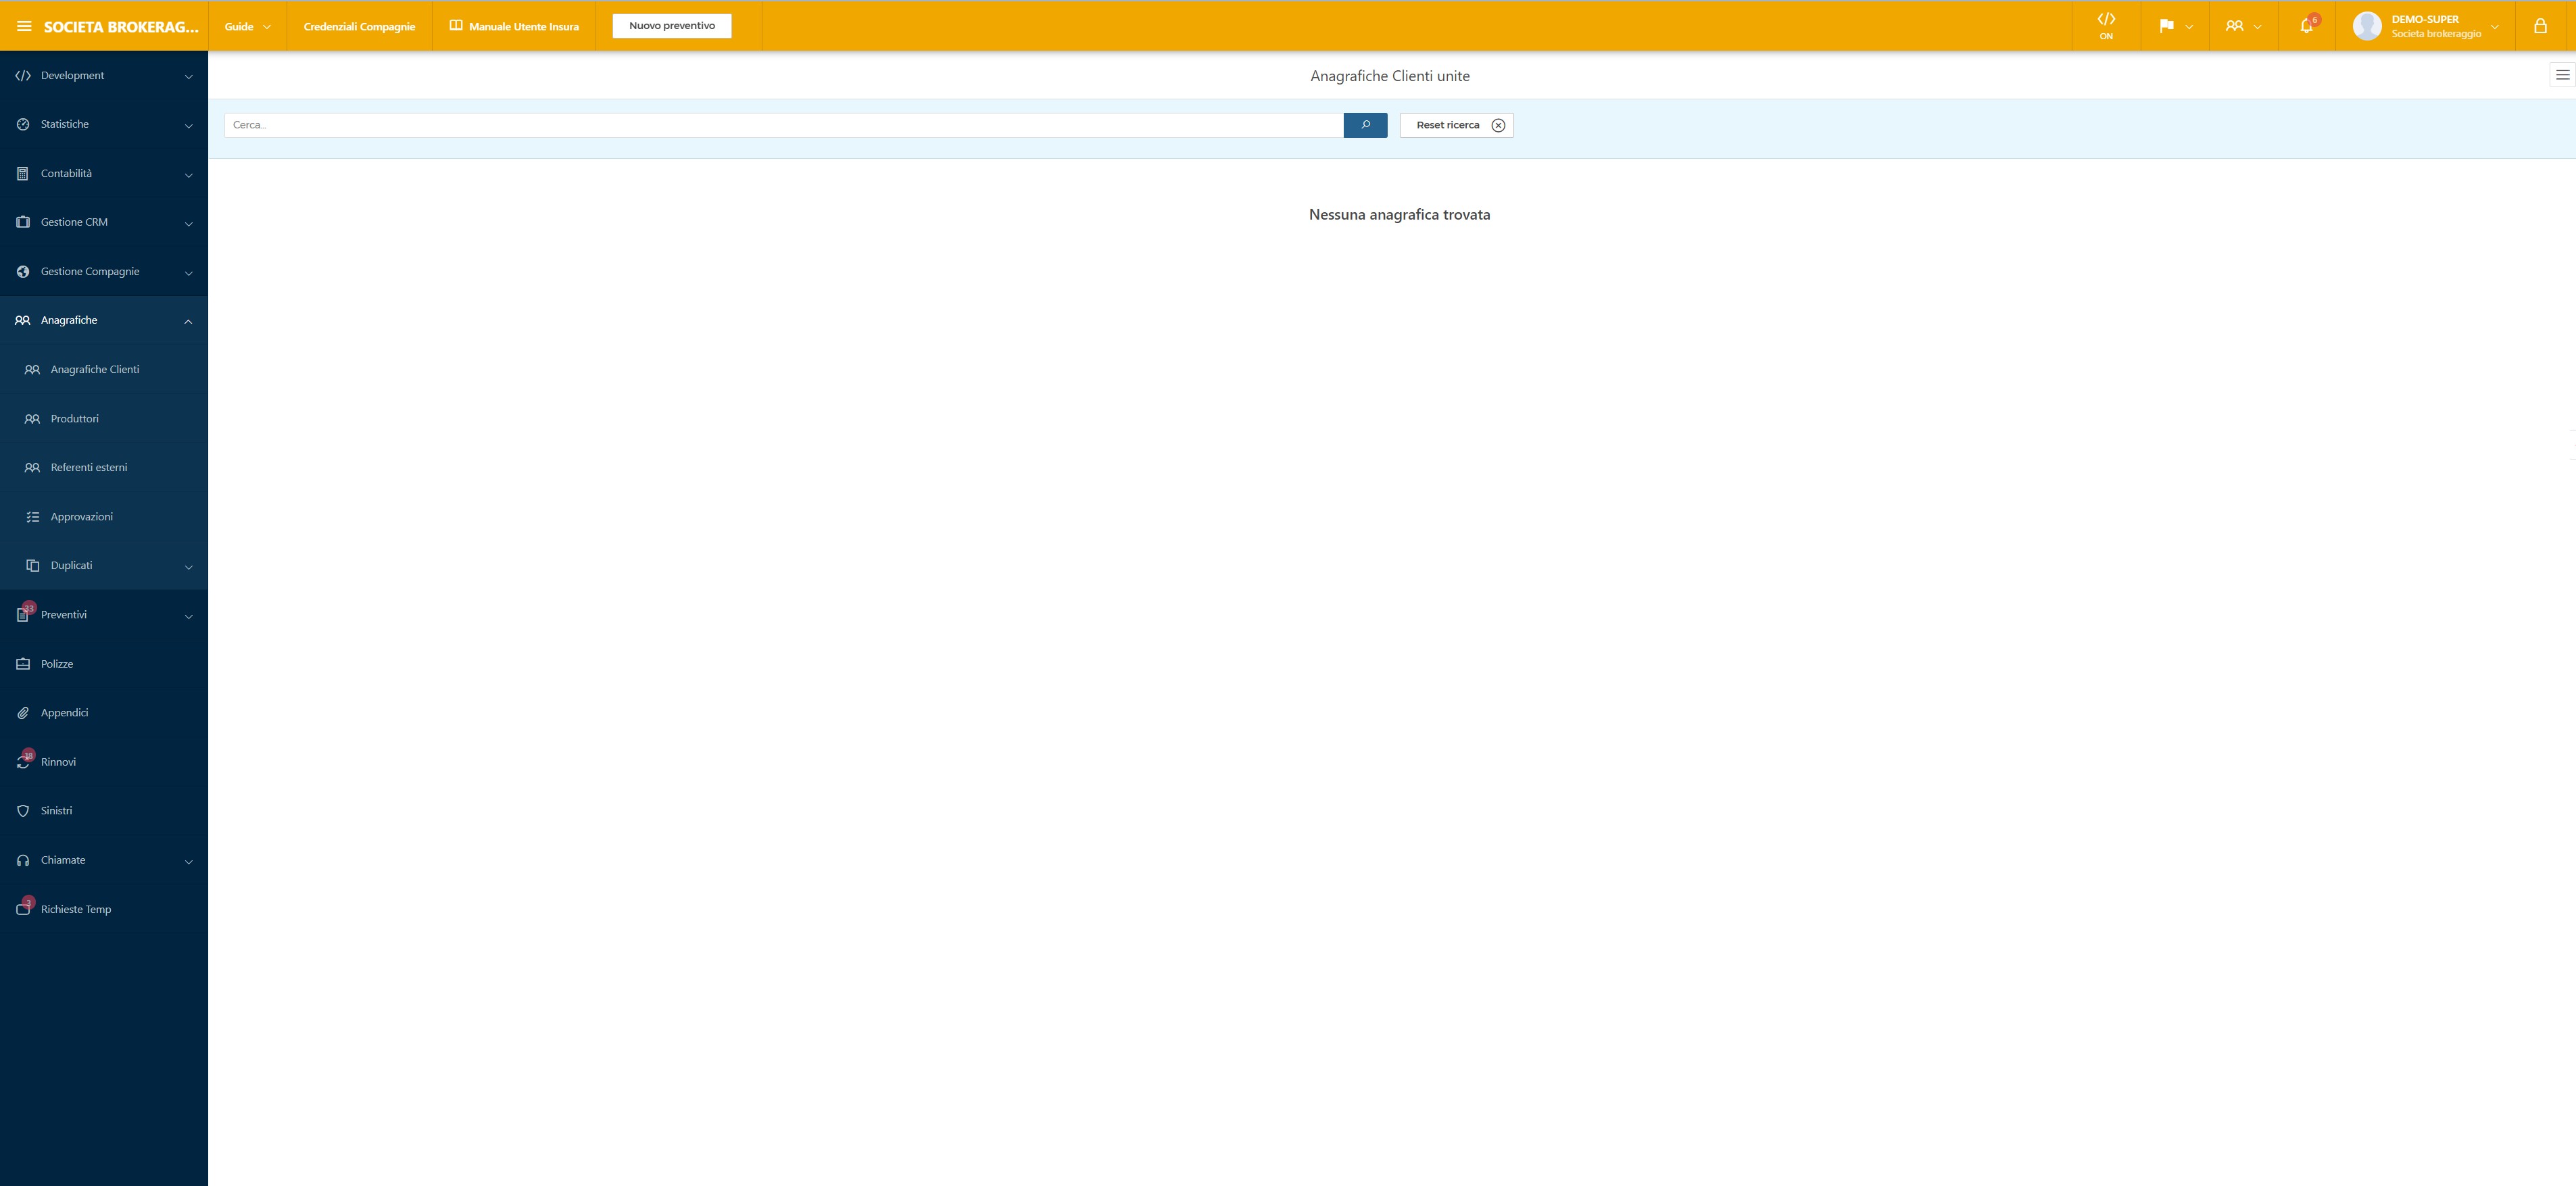 SOCIETA BROKERAG...
Guide
Credenziali Compagnie
Manuale Utente Insura
Nuovo preventivo
ON
6
DEMO-SUPER
Societa brokeraggio
Development
Statistiche
Contabilità
Gestione CRM
Gestione Compagnie
Anagrafiche
Anagrafiche Clienti
Produttori
Referenti esterni
Approvazioni
Duplicati
33
Preventivi
Polizze
Appendici
18
Rinnovi
Sinistri
Chiamate
3
Richieste Temp
Anagrafiche Clienti unite
Cerca...
Reset ricerca
Nessuna anagrafica trovata